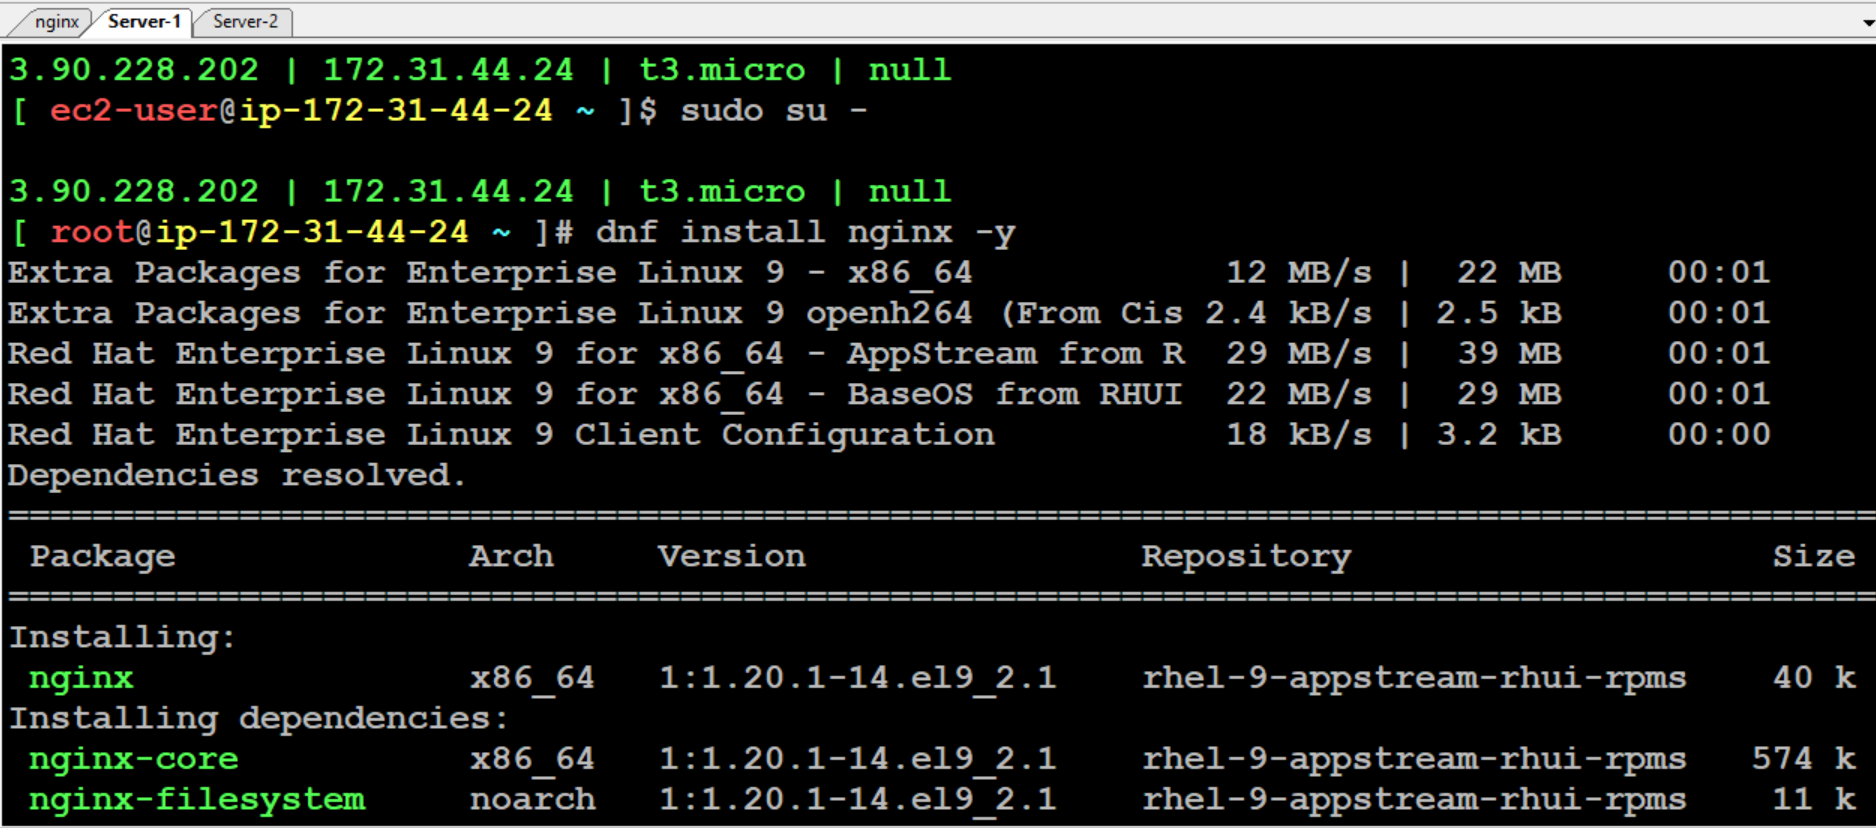 nginx Server-1 Server-2
3.90.228.202 | 172.31.44.24 | t3.micro | null
[ ec2-user@ip-172-31-44-24 ~ ]$ sudo su -
3.90.228.202 | 172.31.44.24 | t3.micro | null
[ root@ip-172-31-44-24 ~ ]# dnf install nginx -y
Extra Packages for Enterprise Linux 9 - x86_64 12 MB/s | 22 MB 00:01
Extra Packages for Enterprise Linux 9 openh264 (From Cis 2.4 kB/s | 2.5 kB 00:01
Red Hat Enterprise Linux 9 for x86_64 - AppStream from R 29 MB/s | 39 MB 00:01
Red Hat Enterprise Linux 9 for x86_64 - BaseOS from RHUI 22 MB/s | 29 MB 00:01
Red Hat Enterprise Linux 9 Client Configuration 18 kB/s | 3.2 kB 00:00
Dependencies resolved.
================================================================================
Package Arch Version Repository Size
================================================================================
Installing:
nginx x86_64 1:1.20.1-14.el9_2.1 rhel-9-appstream-rhui-rpms 40 k
Installing dependencies:
nginx-core x86_64 1:1.20.1-14.el9_2.1 rhel-9-appstream-rhui-rpms 574 k
nginx-filesystem noarch 1:1.20.1-14.el9_2.1 rhel-9-appstream-rhui-rpms 11 k